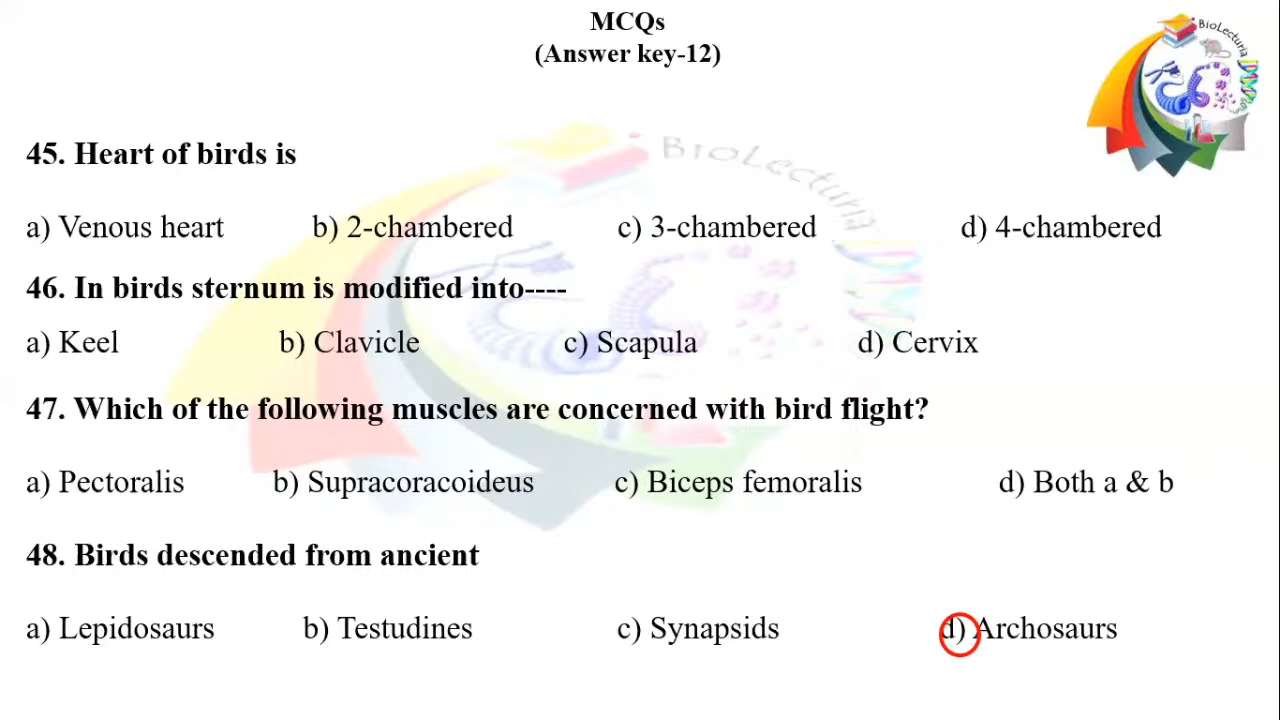 MCQs
(Answer key-12)
BioLecturia
BioLecturia
45. Heart of birds is
a) Venous heart b) 2-chambered c) 3-chambered d) 4-chambered
46. In birds sternum is modified into----
a) Keel b) Clavicle c) Scapula d) Cervix
47. Which of the following muscles are concerned with bird flight?
a) Pectoralis b) Supracoracoideus c) Biceps femoralis d) Both a & b
48. Birds descended from ancient
a) Lepidosaurs b) Testudines c) Synapsids d) Archosaurs